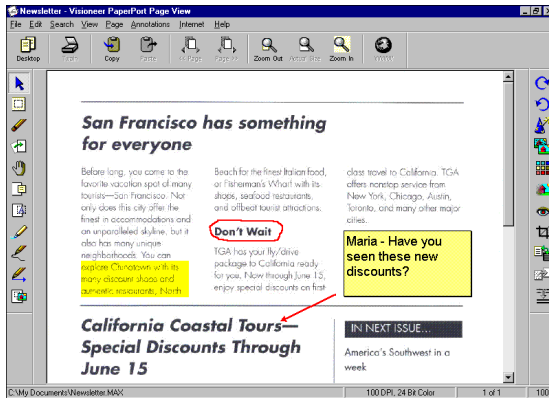 Newsletter - Visioneer PaperPort Page View
File Edit Search View Page Annotations Internet Help
Desktop Train Copy Paste << Page Page >> Zoom Out Actual Size Zoom In
San Francisco has something
for everyone
Before long, you come to the
favorite vacation spot of many
tourists—San Francisco. Not
only does this city offer the
finest in accommodations and
an unparalleled skyline, but it
also has many unique
neighborhoods. You can
explore Chinatown with its
many discount shops and
authentic restaurants, North
Beach for the finest Italian food,
or Fisherman's Wharf with its
shops, seafood restaurants,
and offbeat tourist attractions.
Don't Wait
TGA has your fly/drive
package to California ready
for you. Now through June 15,
enjoy special discounts on first
class travel to California. TGA
offers nonstop service from
New York, Chicago, Austin,
Toronto, and many other major
cities.
Maria - Have you
seen these new
discounts?
California Coastal Tours—
Special Discounts Through
June 15
IN NEXT ISSUE...
America's Southwest in a
week
C:\My Documents\Newsletter.MAX 100 DPI, 24 Bit Color 1 of 1 100